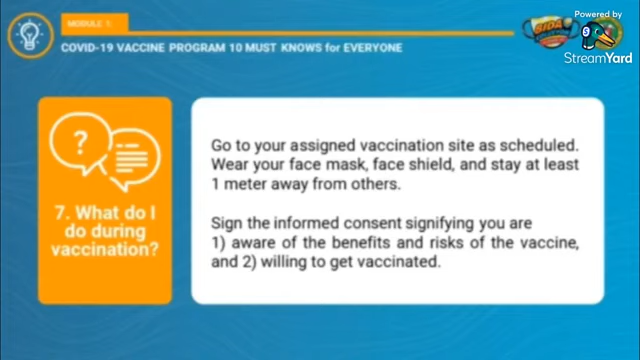 MODULE 1:
COVID-19 VACCINE PROGRAM 10 MUST KNOWS for EVERYONE
BIDA
Powered by
StreamYard
?
7. What do I
do during
vaccination?
Go to your assigned vaccination site as scheduled.
Wear your face mask, face shield, and stay at least
1 meter away from others.
Sign the informed consent signifying you are
1) aware of the benefits and risks of the vaccine,
and 2) willing to get vaccinated.